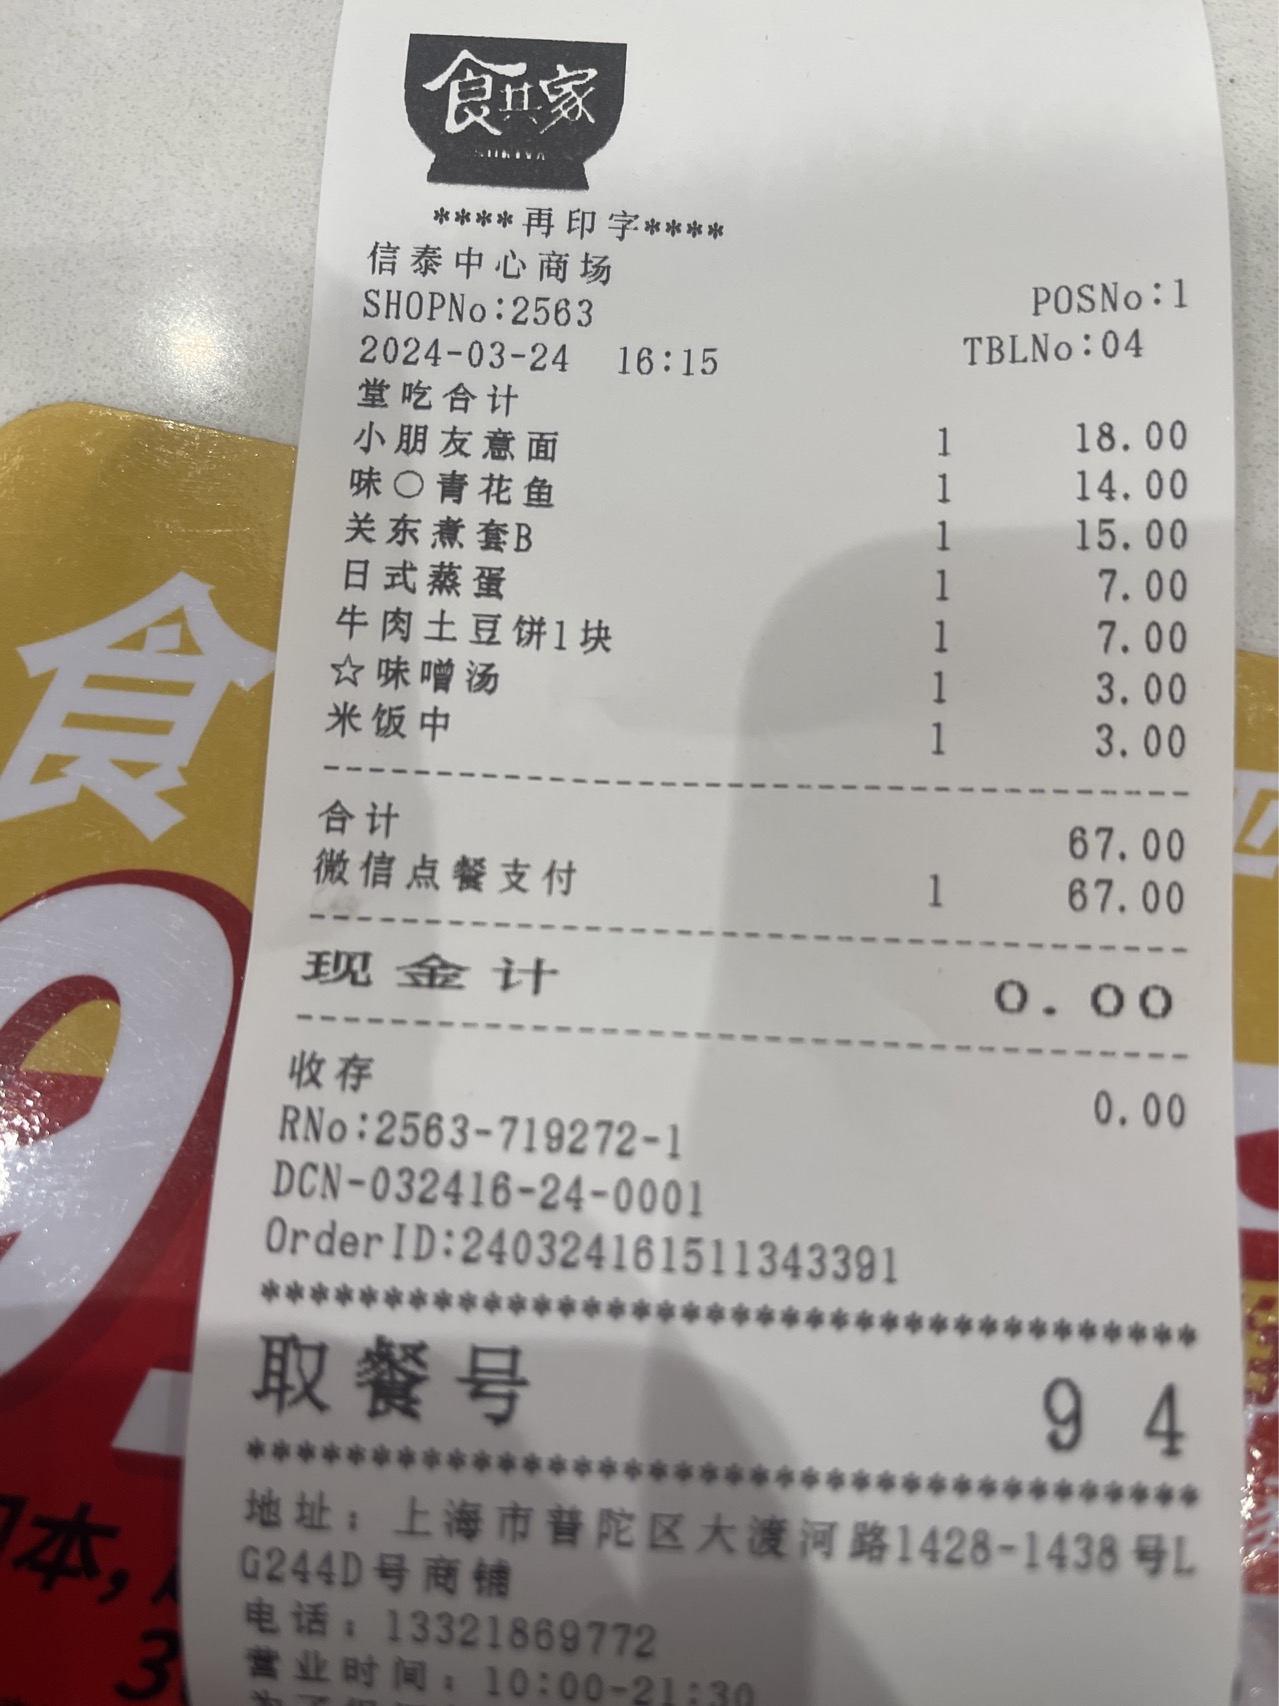 食其家
SUKIYA
****再印字****
信泰中心商场
SHOPNo:2563 POSNo:1
2024-03-24 16:15 TBLNo:04
堂吃合计
小朋友意面 1 18.00
味○青花鱼 1 14.00
关东煮套B 1 15.00
日式蒸蛋 1 7.00
牛肉土豆饼1块 1 7.00
☆味噌汤 1 3.00
米饭中 1 3.00
合计 67.00
微信点餐支付 1 67.00
现金计 0.00
收存 0.00
RNo:2563-719272-1
DCN-032416-24-0001
OrderID:240324161511343391
**************************************
取餐号 94
**************************************
地址：上海市普陀区大渡河路1428-1438号L
G244D号商铺
电话：13321869772
营业时间：10:00-21:30
食
9
本，
3